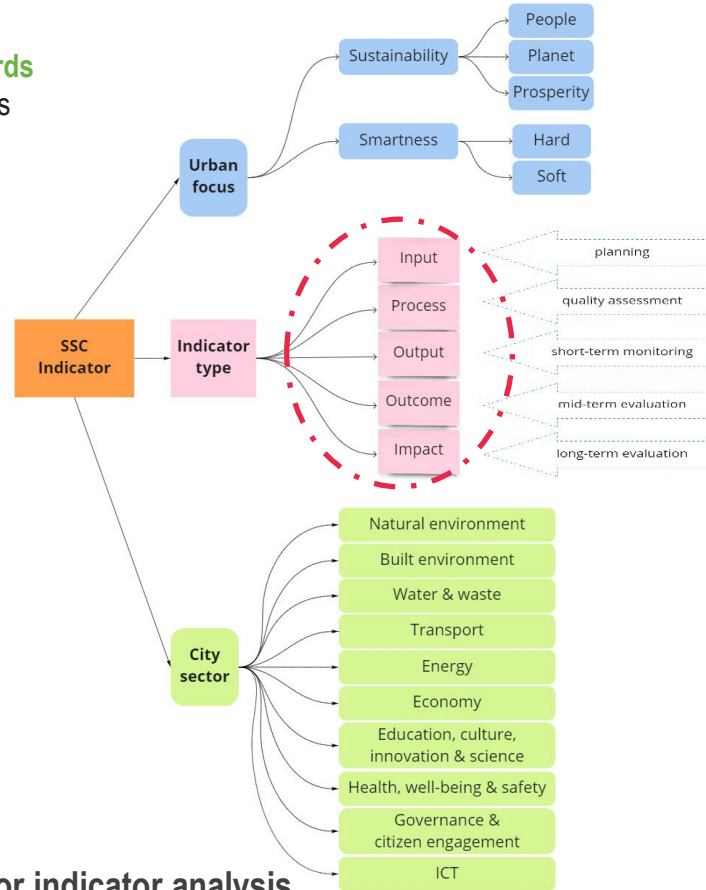 rds
s
People
Sustainability
Planet
Prosperity
Smartness
Hard
Soft
Urban
focus
Input
planning
Process
quality assessment
SSC
Indicator
Indicator
type
Output
short-term monitoring
Outcome
mid-term evaluation
Impact
long-term evaluation
Natural environment
Built environment
Water & waste
Transport
City
sector
Energy
Economy
Education, culture,
innovation & science
Health, well-being & safety
Governance &
citizen engagement
ICT
or indicator analysis